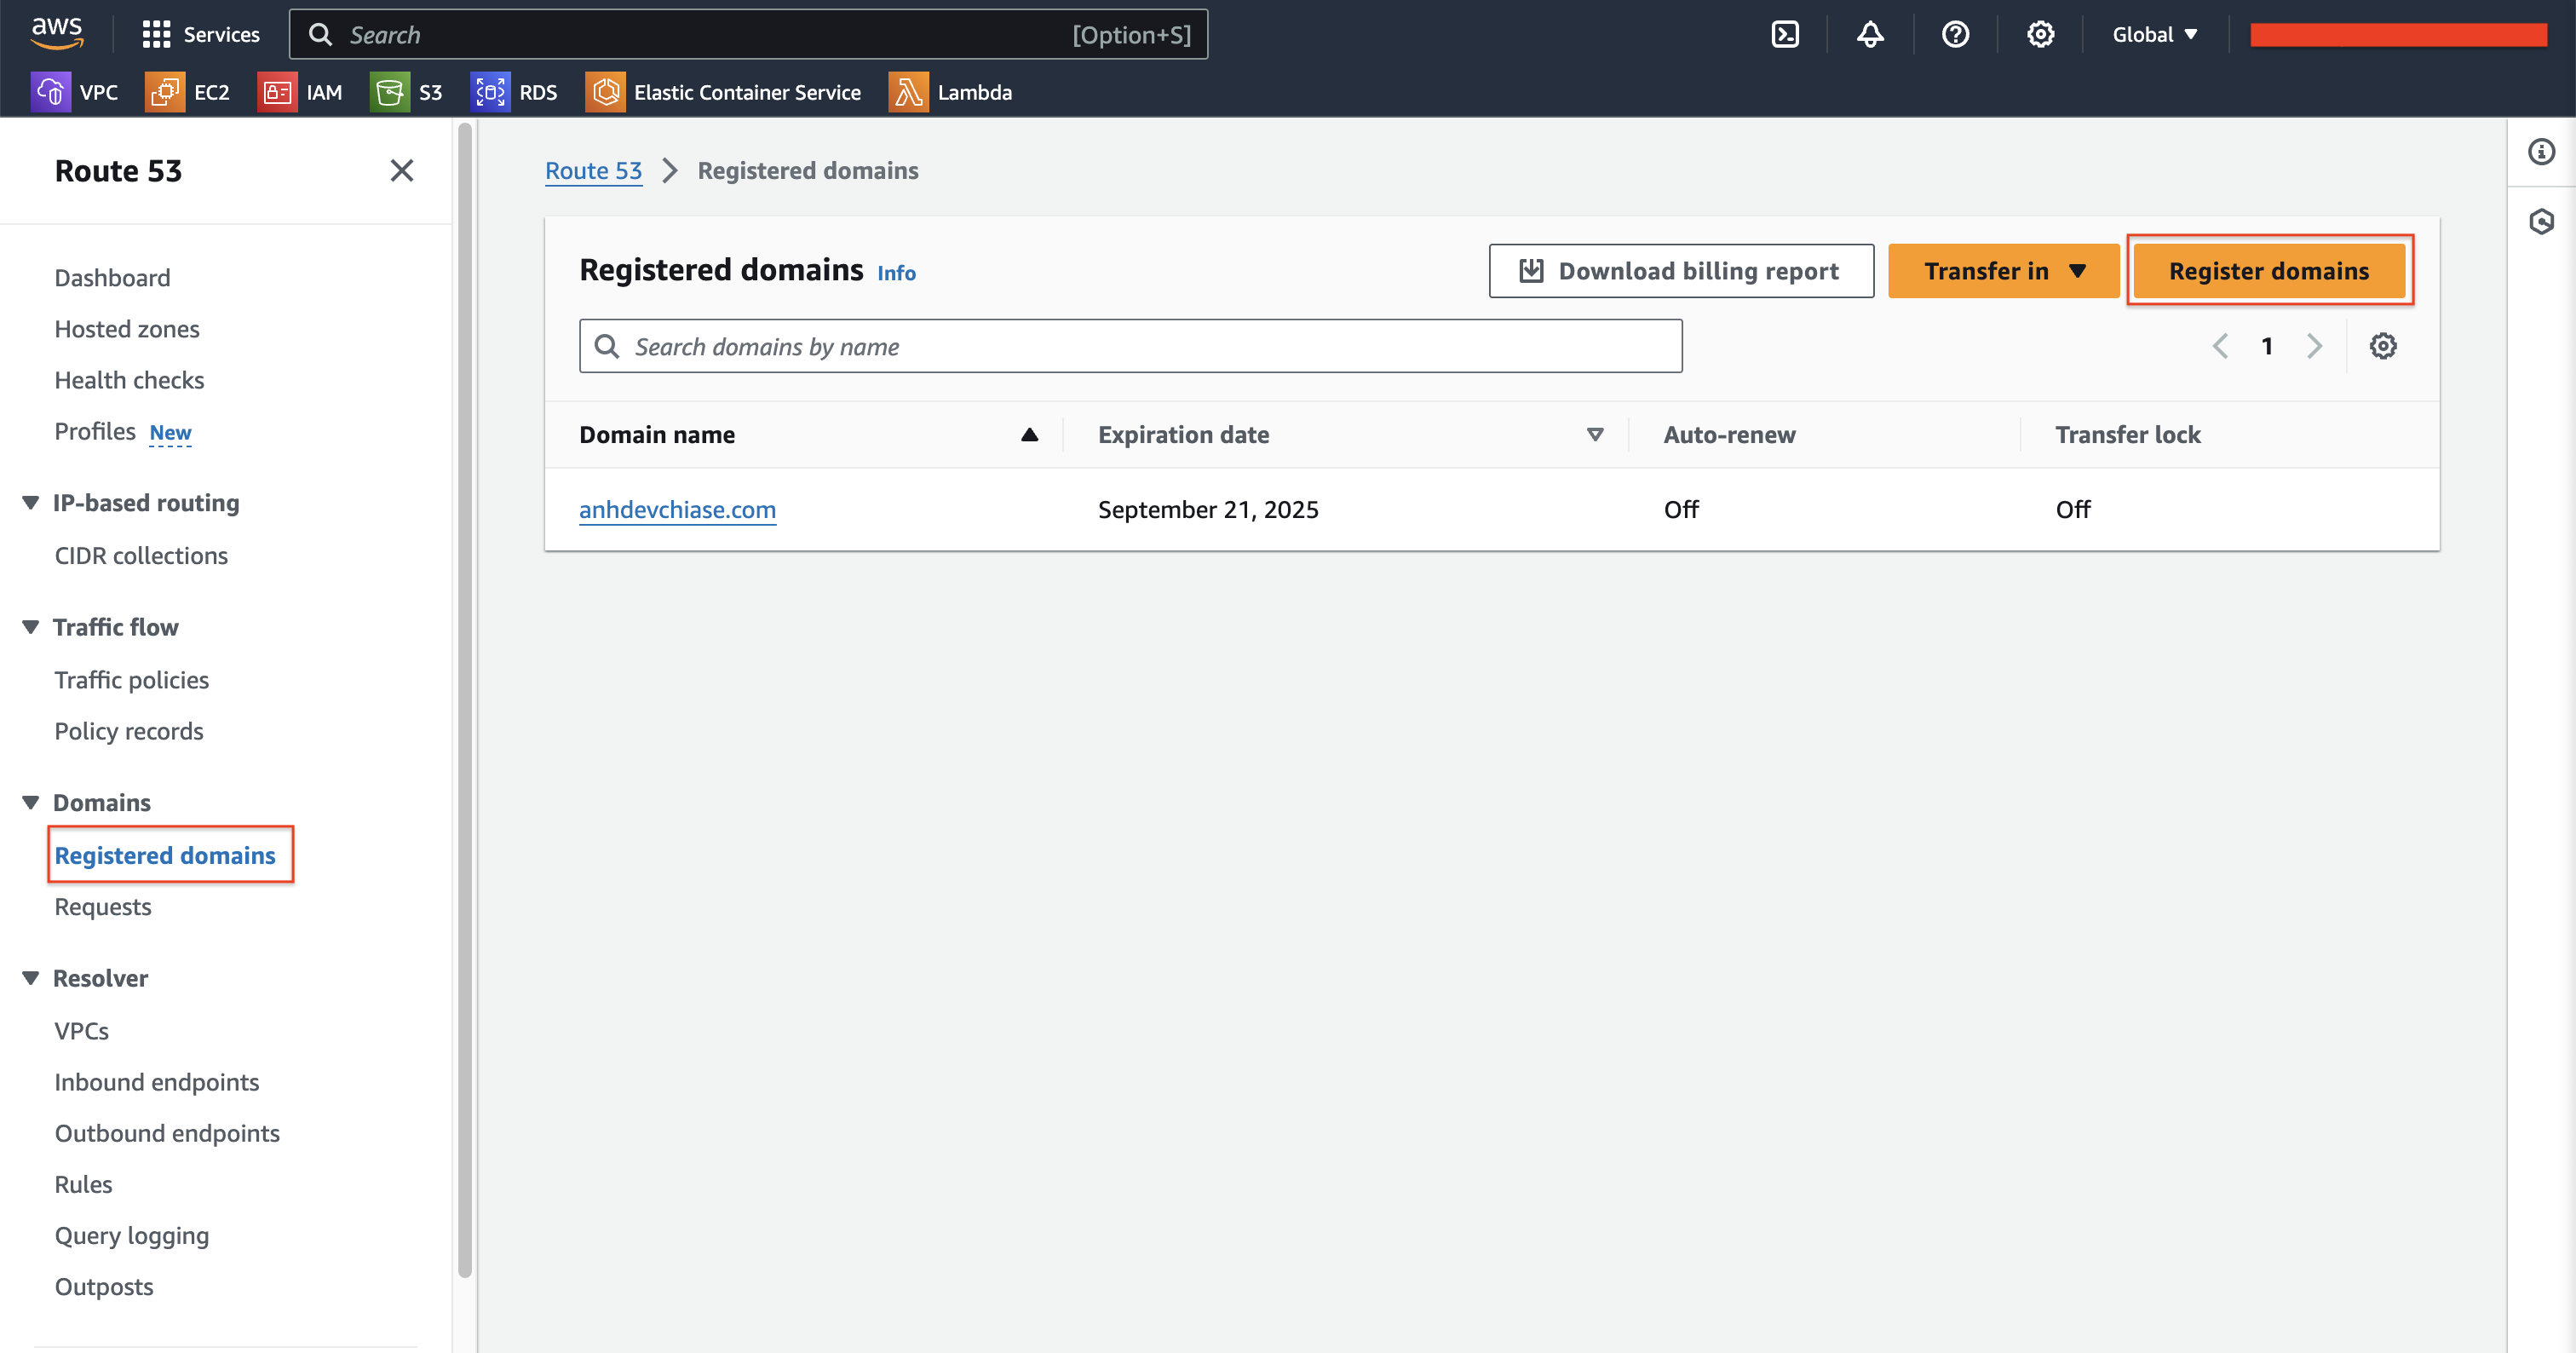 aws Services Search [Option+S] Global
VPC EC2 IAM S3 RDS Elastic Container Service Lambda
Route 53
Dashboard
Hosted zones
Health checks
Profiles New
IP-based routing
CIDR collections
Traffic flow
Traffic policies
Policy records
Domains
Registered domains
Requests
Resolver
VPCs
Inbound endpoints
Outbound endpoints
Rules
Query logging
Outposts
Route 53 Registered domains
Registered domains Info Download billing report Transfer in Register domains
Search domains by name 1
Domain name Expiration date Auto-renew Transfer lock
anhdevchiase.com September 21, 2025 Off Off